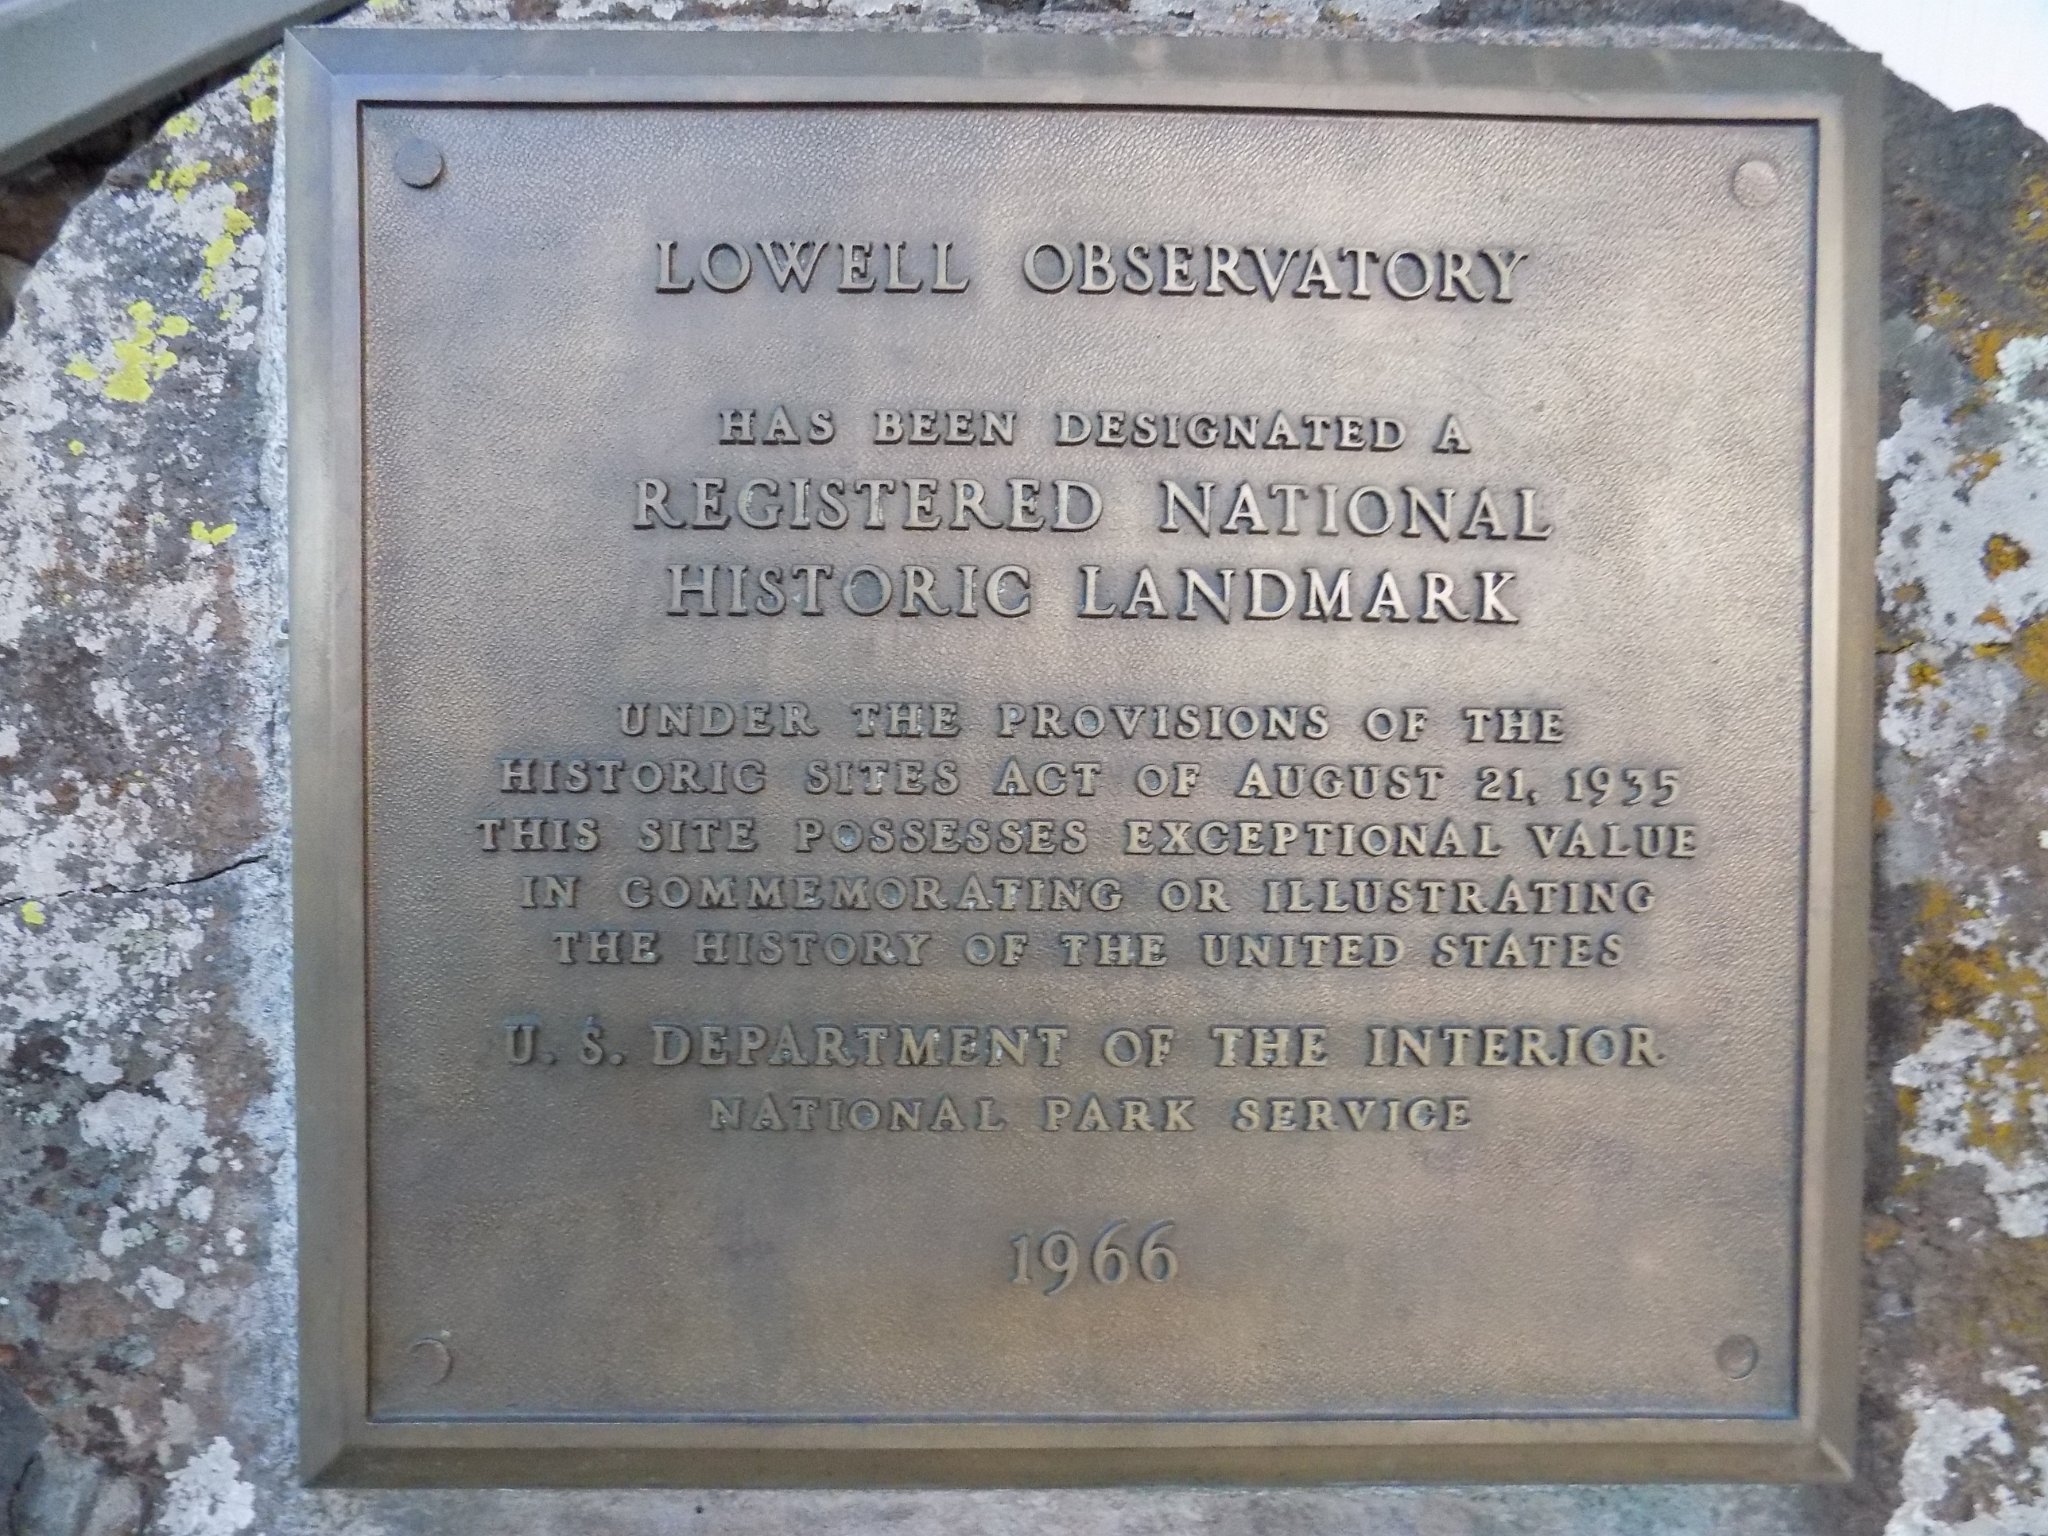 LOWELL OBSERVATORY
HAS BEEN DESIGNATED A
REGISTERED NATIONAL
HISTORIC LANDMARK
UNDER THE PROVISIONS OF THE
HISTORIC SITES ACT OF AUGUST 21, 1935
THIS SITE POSSESSES EXCEPTIONAL VALUE
IN COMMEMORATING OR ILLUSTRATING
THE HISTORY OF THE UNITED STATES
U. S. DEPARTMENT OF THE INTERIOR
NATIONAL PARK SERVICE
1966